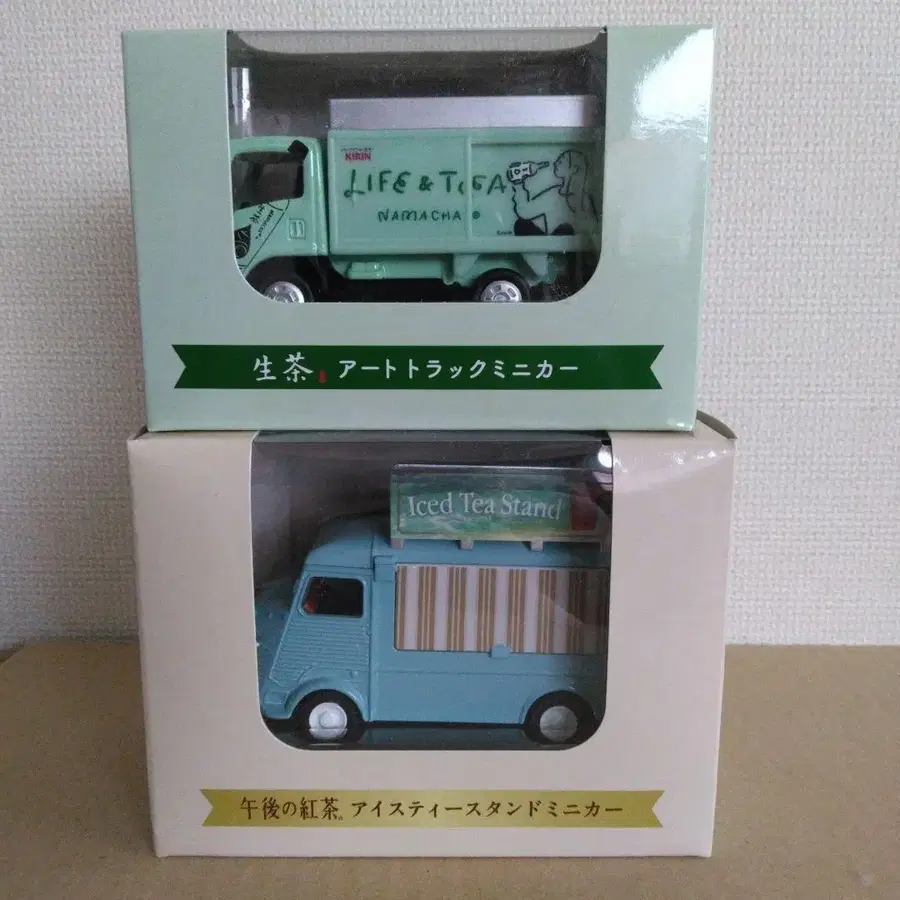 KIRIN
LIFE & TEA
NAMACHA
生茶 アートトラックミニカー
Iced Tea Stand
午後の紅茶® アイスティースタンドミニカー